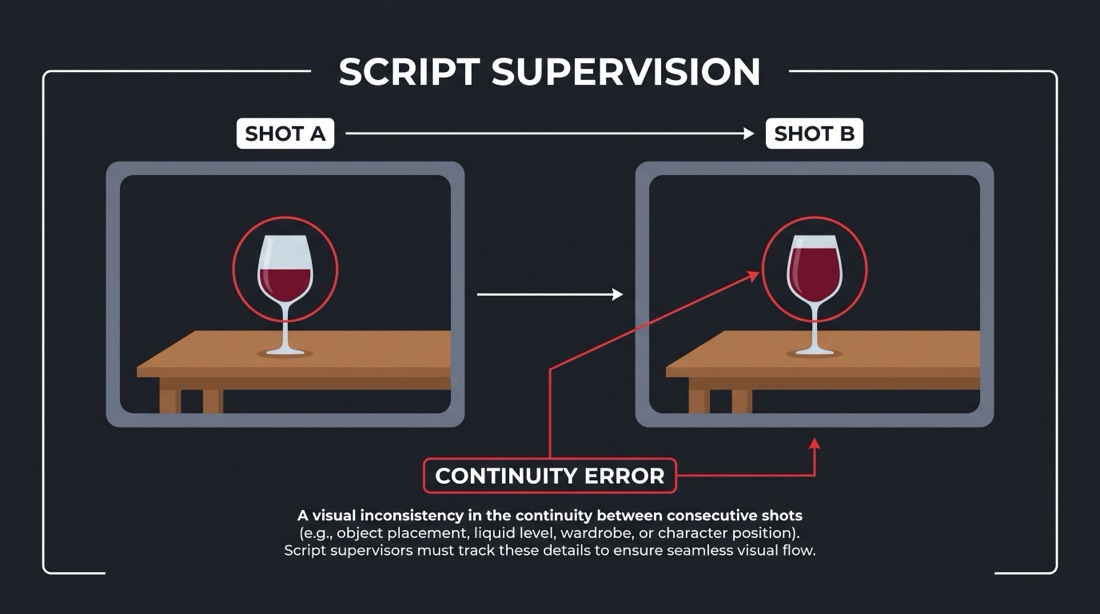 SCRIPT SUPERVISION
SHOT A
SHOT B
CONTINUITY ERROR
A visual inconsistency in the continuity between consecutive shots
(e.g., object placement, liquid level, wardrobe, or character position).
Script supervisors must track these details to ensure seamless visual flow.